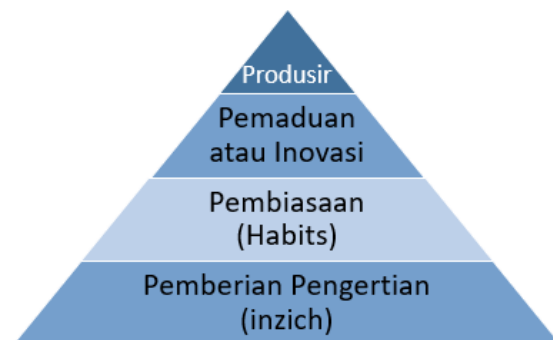 Produsir
Pemaduan
atau Inovasi
Pembiasaan
(Habits)
Pemberian Pengertian
(inzich)